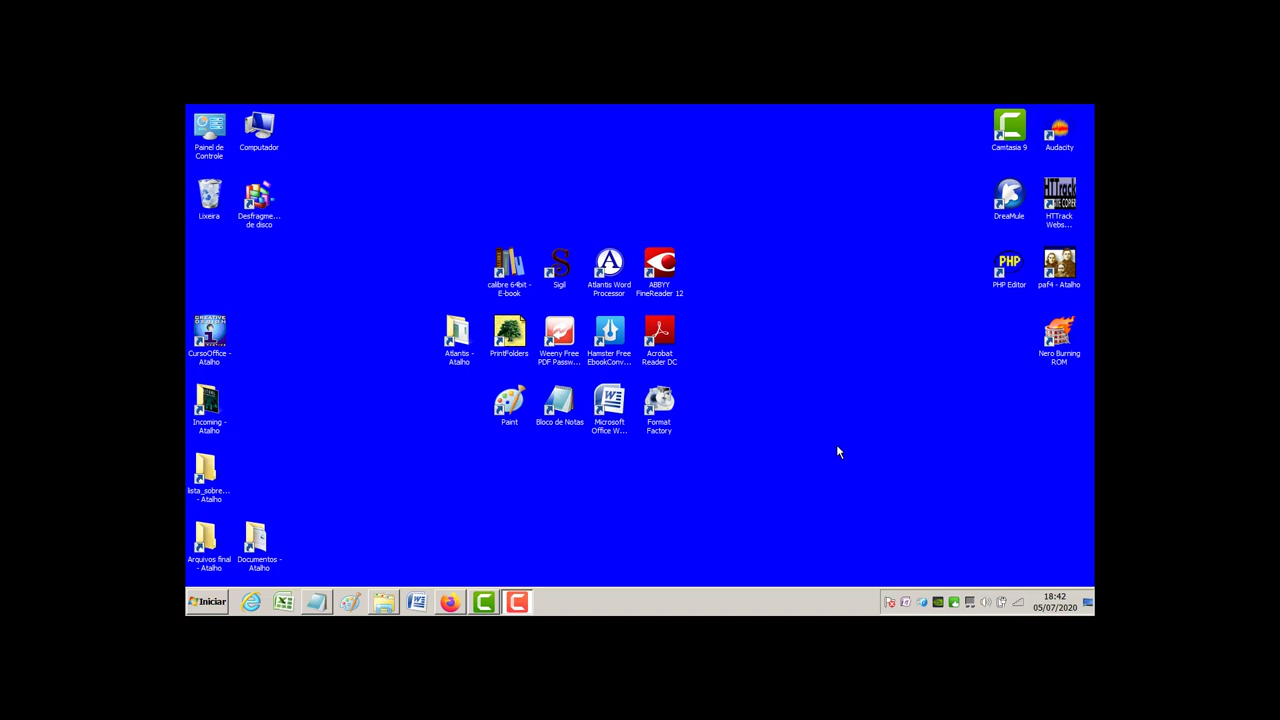 Painel de
Controle
Computador
Camtasia 9
Audacity
Lixeira
Desfragme...
de disco
DreaMule
HTTrack
Webs...
calibre 64bit -
E-book
Sigil
Atlantis Word
Processor
ABBYY
FineReader 12
PHP
PHP Editor
paf4 - Atalho
CursoOffice -
Atalho
Atlantis -
Atalho
PrintFolders
Weeny Free
PDF Passw...
Hamster Free
EbookConv...
Acrobat
Reader DC
Nero Burning
ROM
Incoming -
Atalho
Paint
Bloco de Notas
Microsoft
Office W...
Format
Factory
lista_sobre...
- Atalho
Arquivos final
- Atalho
Documentos -
Atalho
Iniciar
18:42
05/07/2020